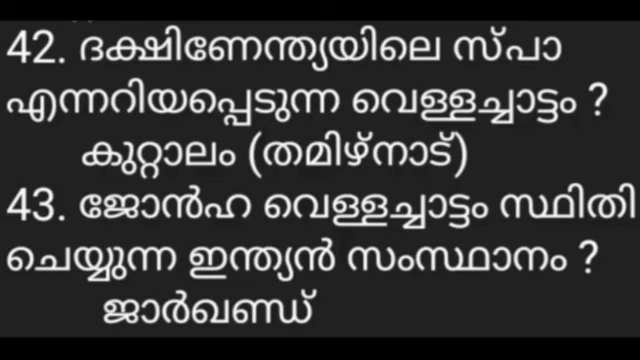 42. ദക്ഷിണേന്ത്യയിലെ സ്പാ
എന്നറിയപ്പെടുന്ന വെള്ളച്ചാട്ടം ?
കുറ്റാലം (തമിഴ്നാട്)
43. ജോൻഹ വെള്ളച്ചാട്ടം സ്ഥിതി
ചെയ്യുന്ന ഇന്ത്യൻ സംസ്ഥാനം ?
ജാർഖണ്ഡ്